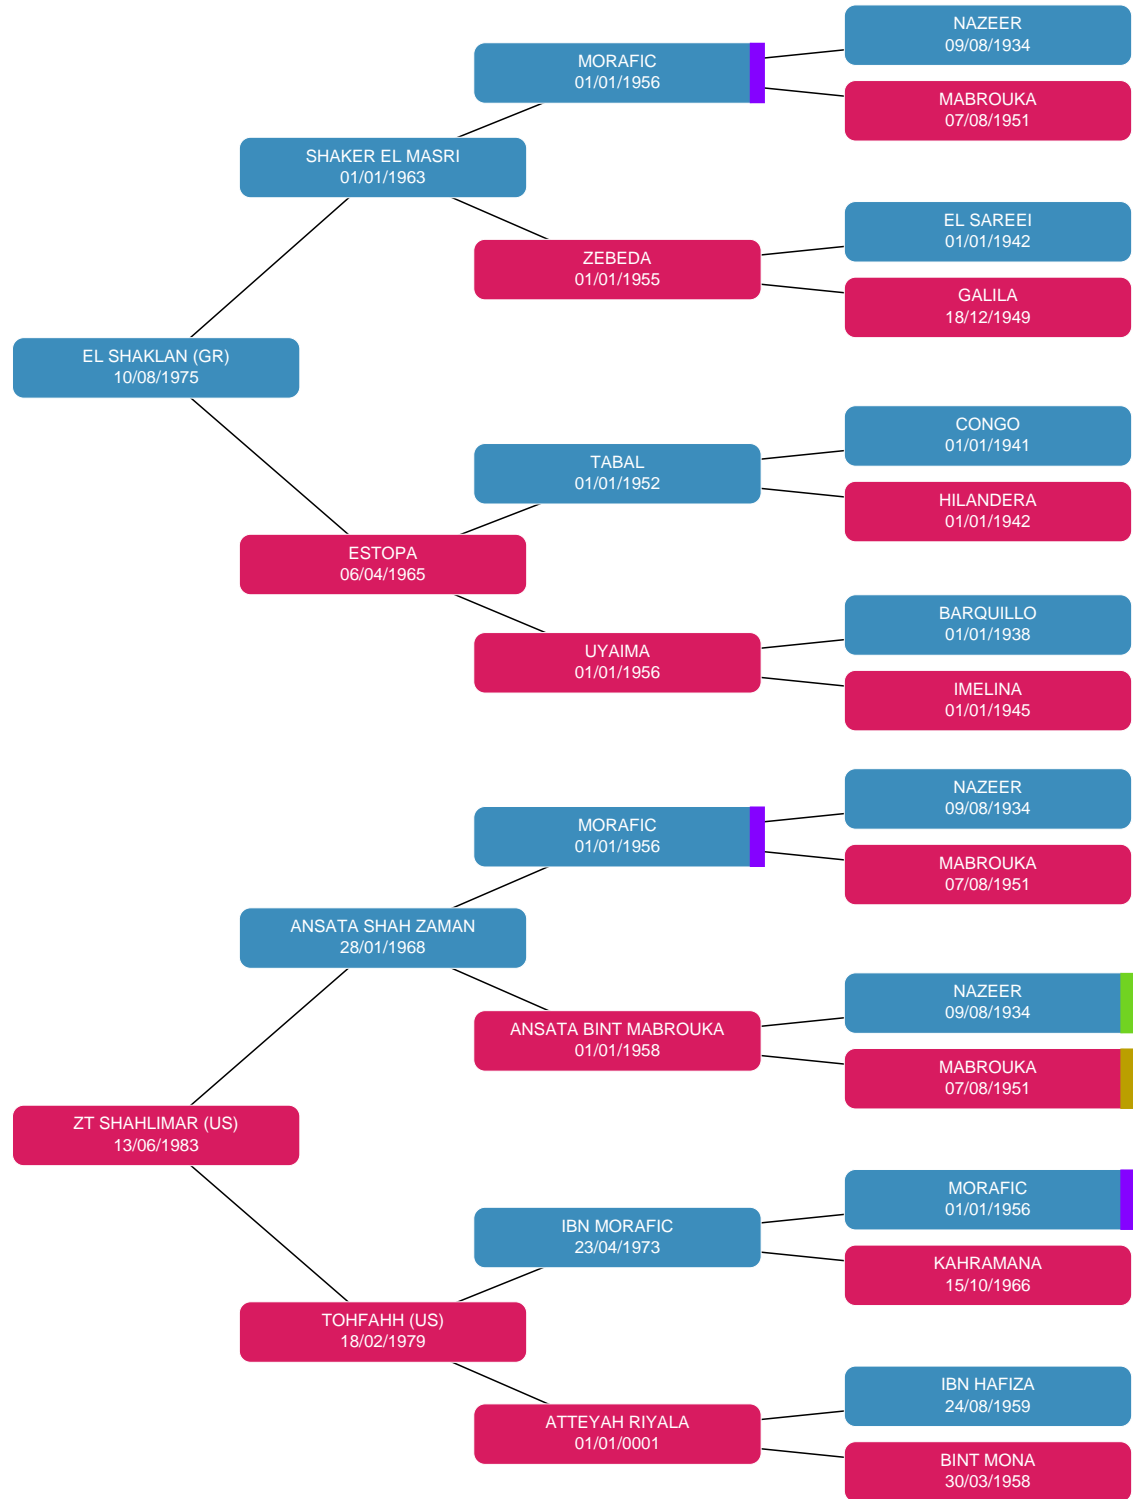 NAZEER
09/08/1934
MORAFIC
01/01/1956
MABROUKA
07/08/1951
SHAKER EL MASRI
01/01/1963
EL SAREEI
01/01/1942
ZEBEDA
01/01/1955
GALILA
18/12/1949
EL SHAKLAN (GR)
10/08/1975
CONGO
01/01/1941
TABAL
01/01/1952
HILANDERA
01/01/1942
ESTOPA
06/04/1965
BARQUILLO
01/01/1938
UYAIMA
01/01/1956
IMELINA
01/01/1945
NAZEER
09/08/1934
MORAFIC
01/01/1956
MABROUKA
07/08/1951
ANSATA SHAH ZAMAN
28/01/1968
NAZEER
09/08/1934
ANSATA BINT MABROUKA
01/01/1958
MABROUKA
07/08/1951
ZT SHAHLIMAR (US)
13/06/1983
MORAFIC
01/01/1956
IBN MORAFIC
23/04/1973
KAHRAMANA
15/10/1966
TOHFAHH (US)
18/02/1979
IBN HAFIZA
24/08/1959
ATTEYAH RIYALA
01/01/0001
BINT MONA
30/03/1958